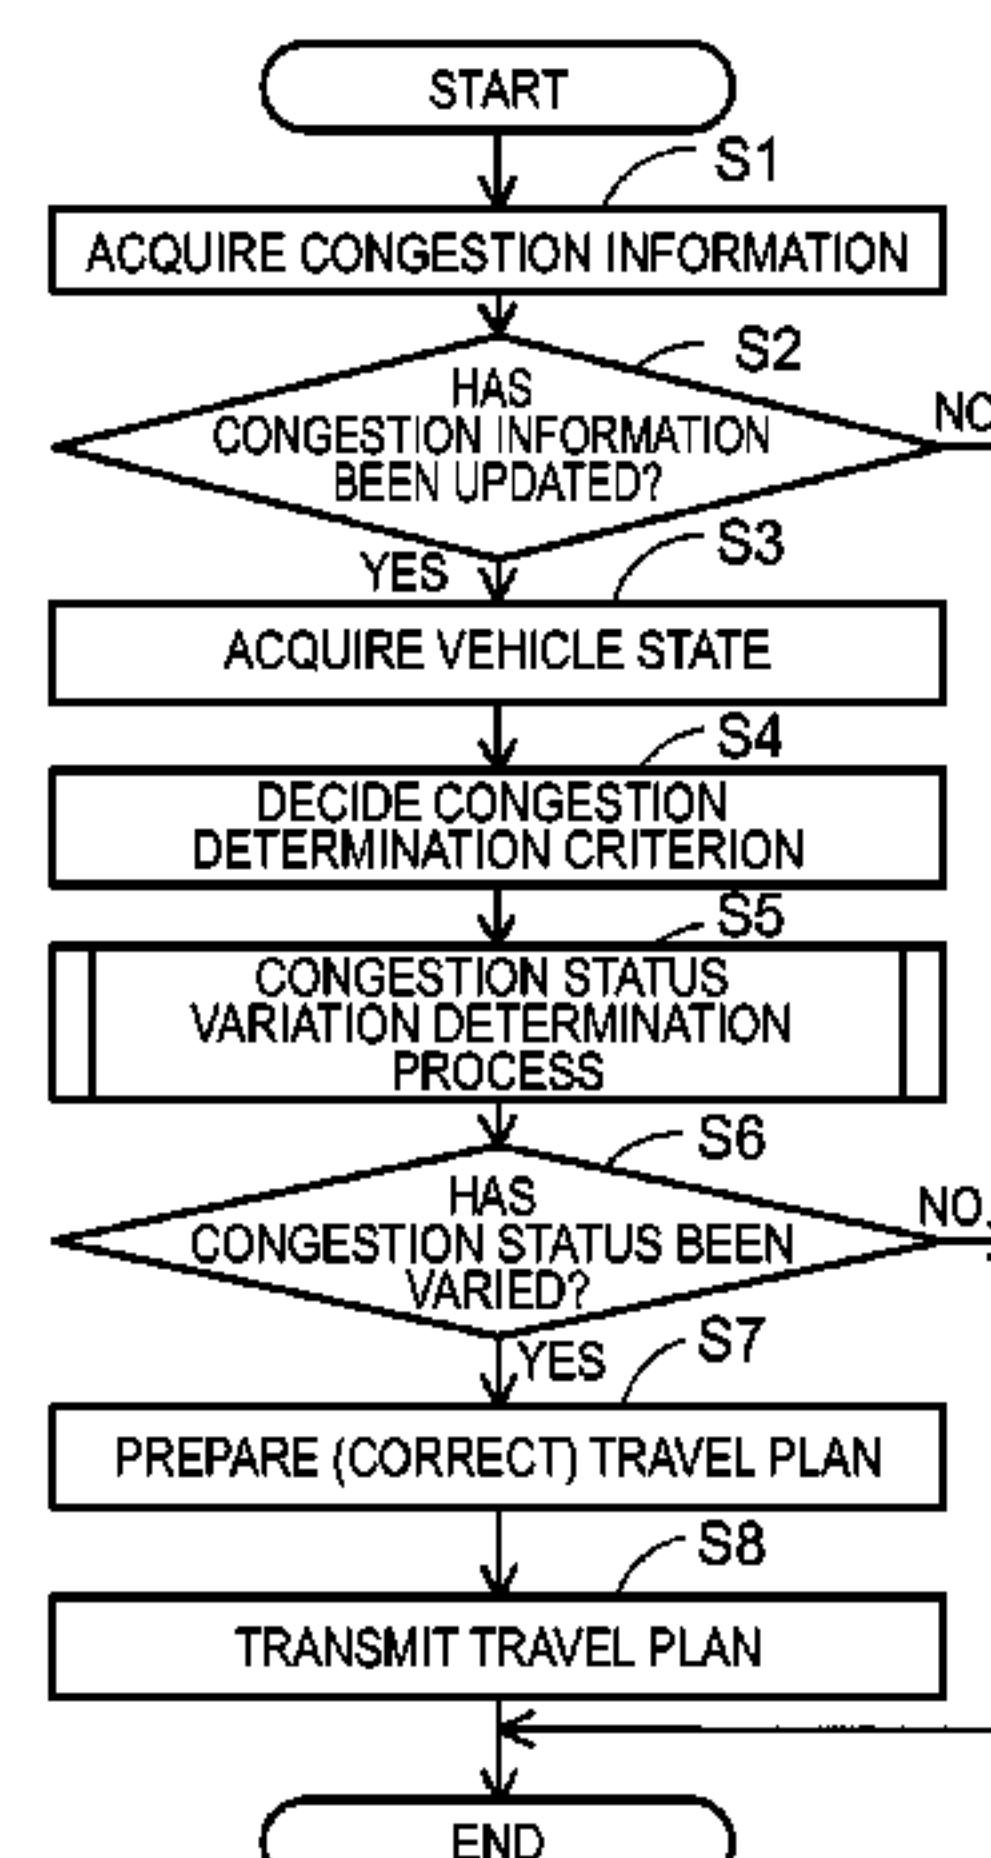 START
S1
ACQUIRE CONGESTION INFORMATION
S2
HAS
CONGESTION INFORMATION
BEEN UPDATED?
NO
YES
S3
ACQUIRE VEHICLE STATE
S4
DECIDE CONGESTION
DETERMINATION CRITERION
S5
CONGESTION STATUS
VARIATION DETERMINATION
PROCESS
S6
HAS
CONGESTION STATUS BEEN
VARIED?
NO
YES
S7
PREPARE (CORRECT) TRAVEL PLAN
S8
TRANSMIT TRAVEL PLAN
END